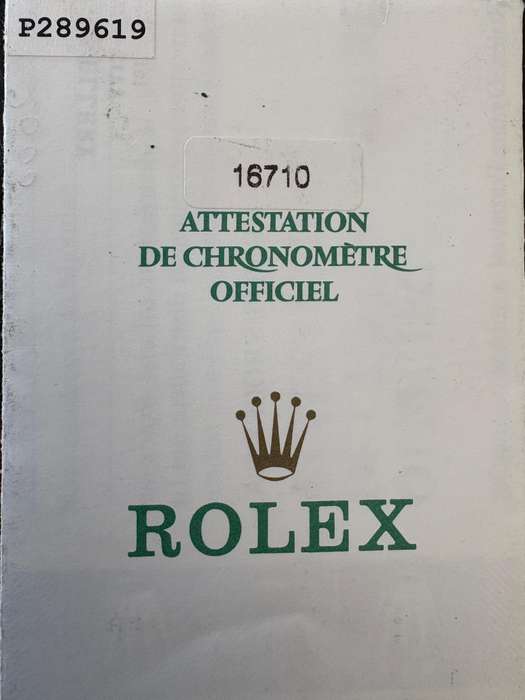 P289619
16710
ATTESTATION
DE CHRONOMÈTRE
OFFICIEL
ROLEX